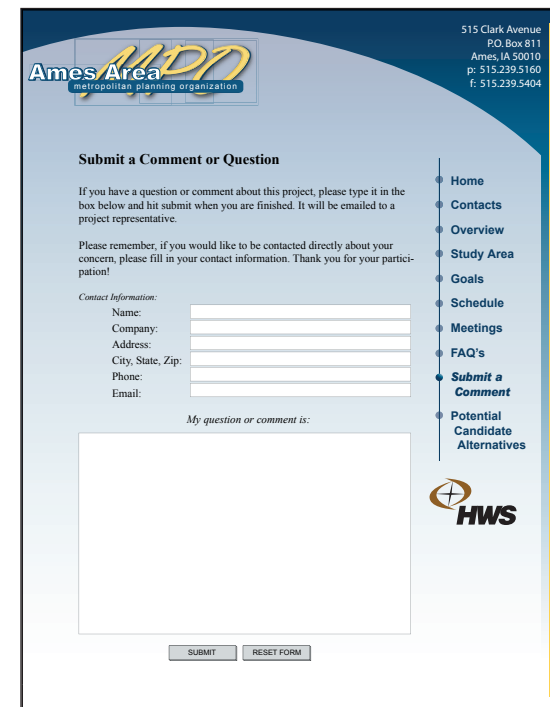 515 Clark Avenue
P.O. Box 811
Ames, IA 50010
p: 515.239.5160
f: 515.239.5404
MPO
Ames Area
metropolitan planning organization
Submit a Comment or Question
If you have a question or comment about this project, please type it in the
box below and hit submit when you are finished. It will be emailed to a
project representative.
Please remember, if you would like to be contacted directly about your
concern, please fill in your contact information. Thank you for your partici-
pation!
Contact Information:
Name:
Company:
Address:
City, State, Zip:
Phone:
Email:
My question or comment is:
SUBMIT RESET FORM
Home
Contacts
Overview
Study Area
Goals
Schedule
Meetings
FAQ's
Submit a
Comment
Potential
Candidate
Alternatives
HWS